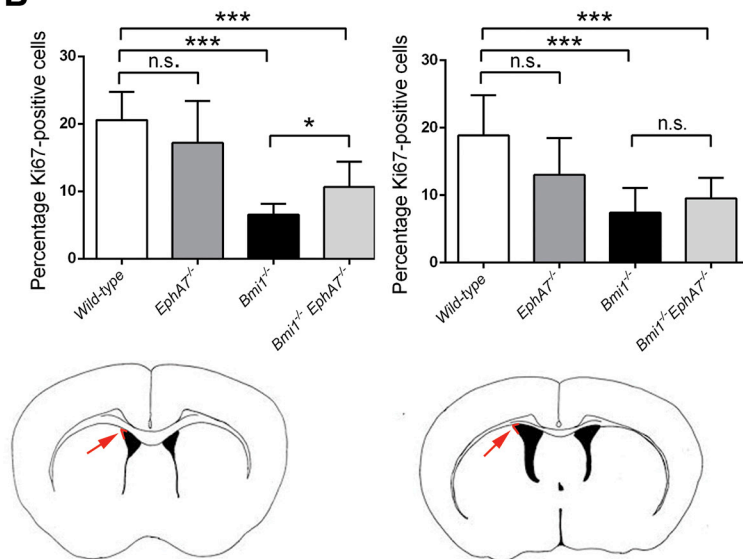 B
Percentage Ki67-positive cells
30
20
10
0
***
***
n.s.
*
Wild-type
EphA7-/-
Bmi1-/-
Bmi1-/- EphA7-/-
Percentage Ki67-positive cells
30
20
10
0
***
***
n.s.
n.s.
Wild-type
EphA7-/-
Bmi1-/-
Bmi1-/-EphA7-/-